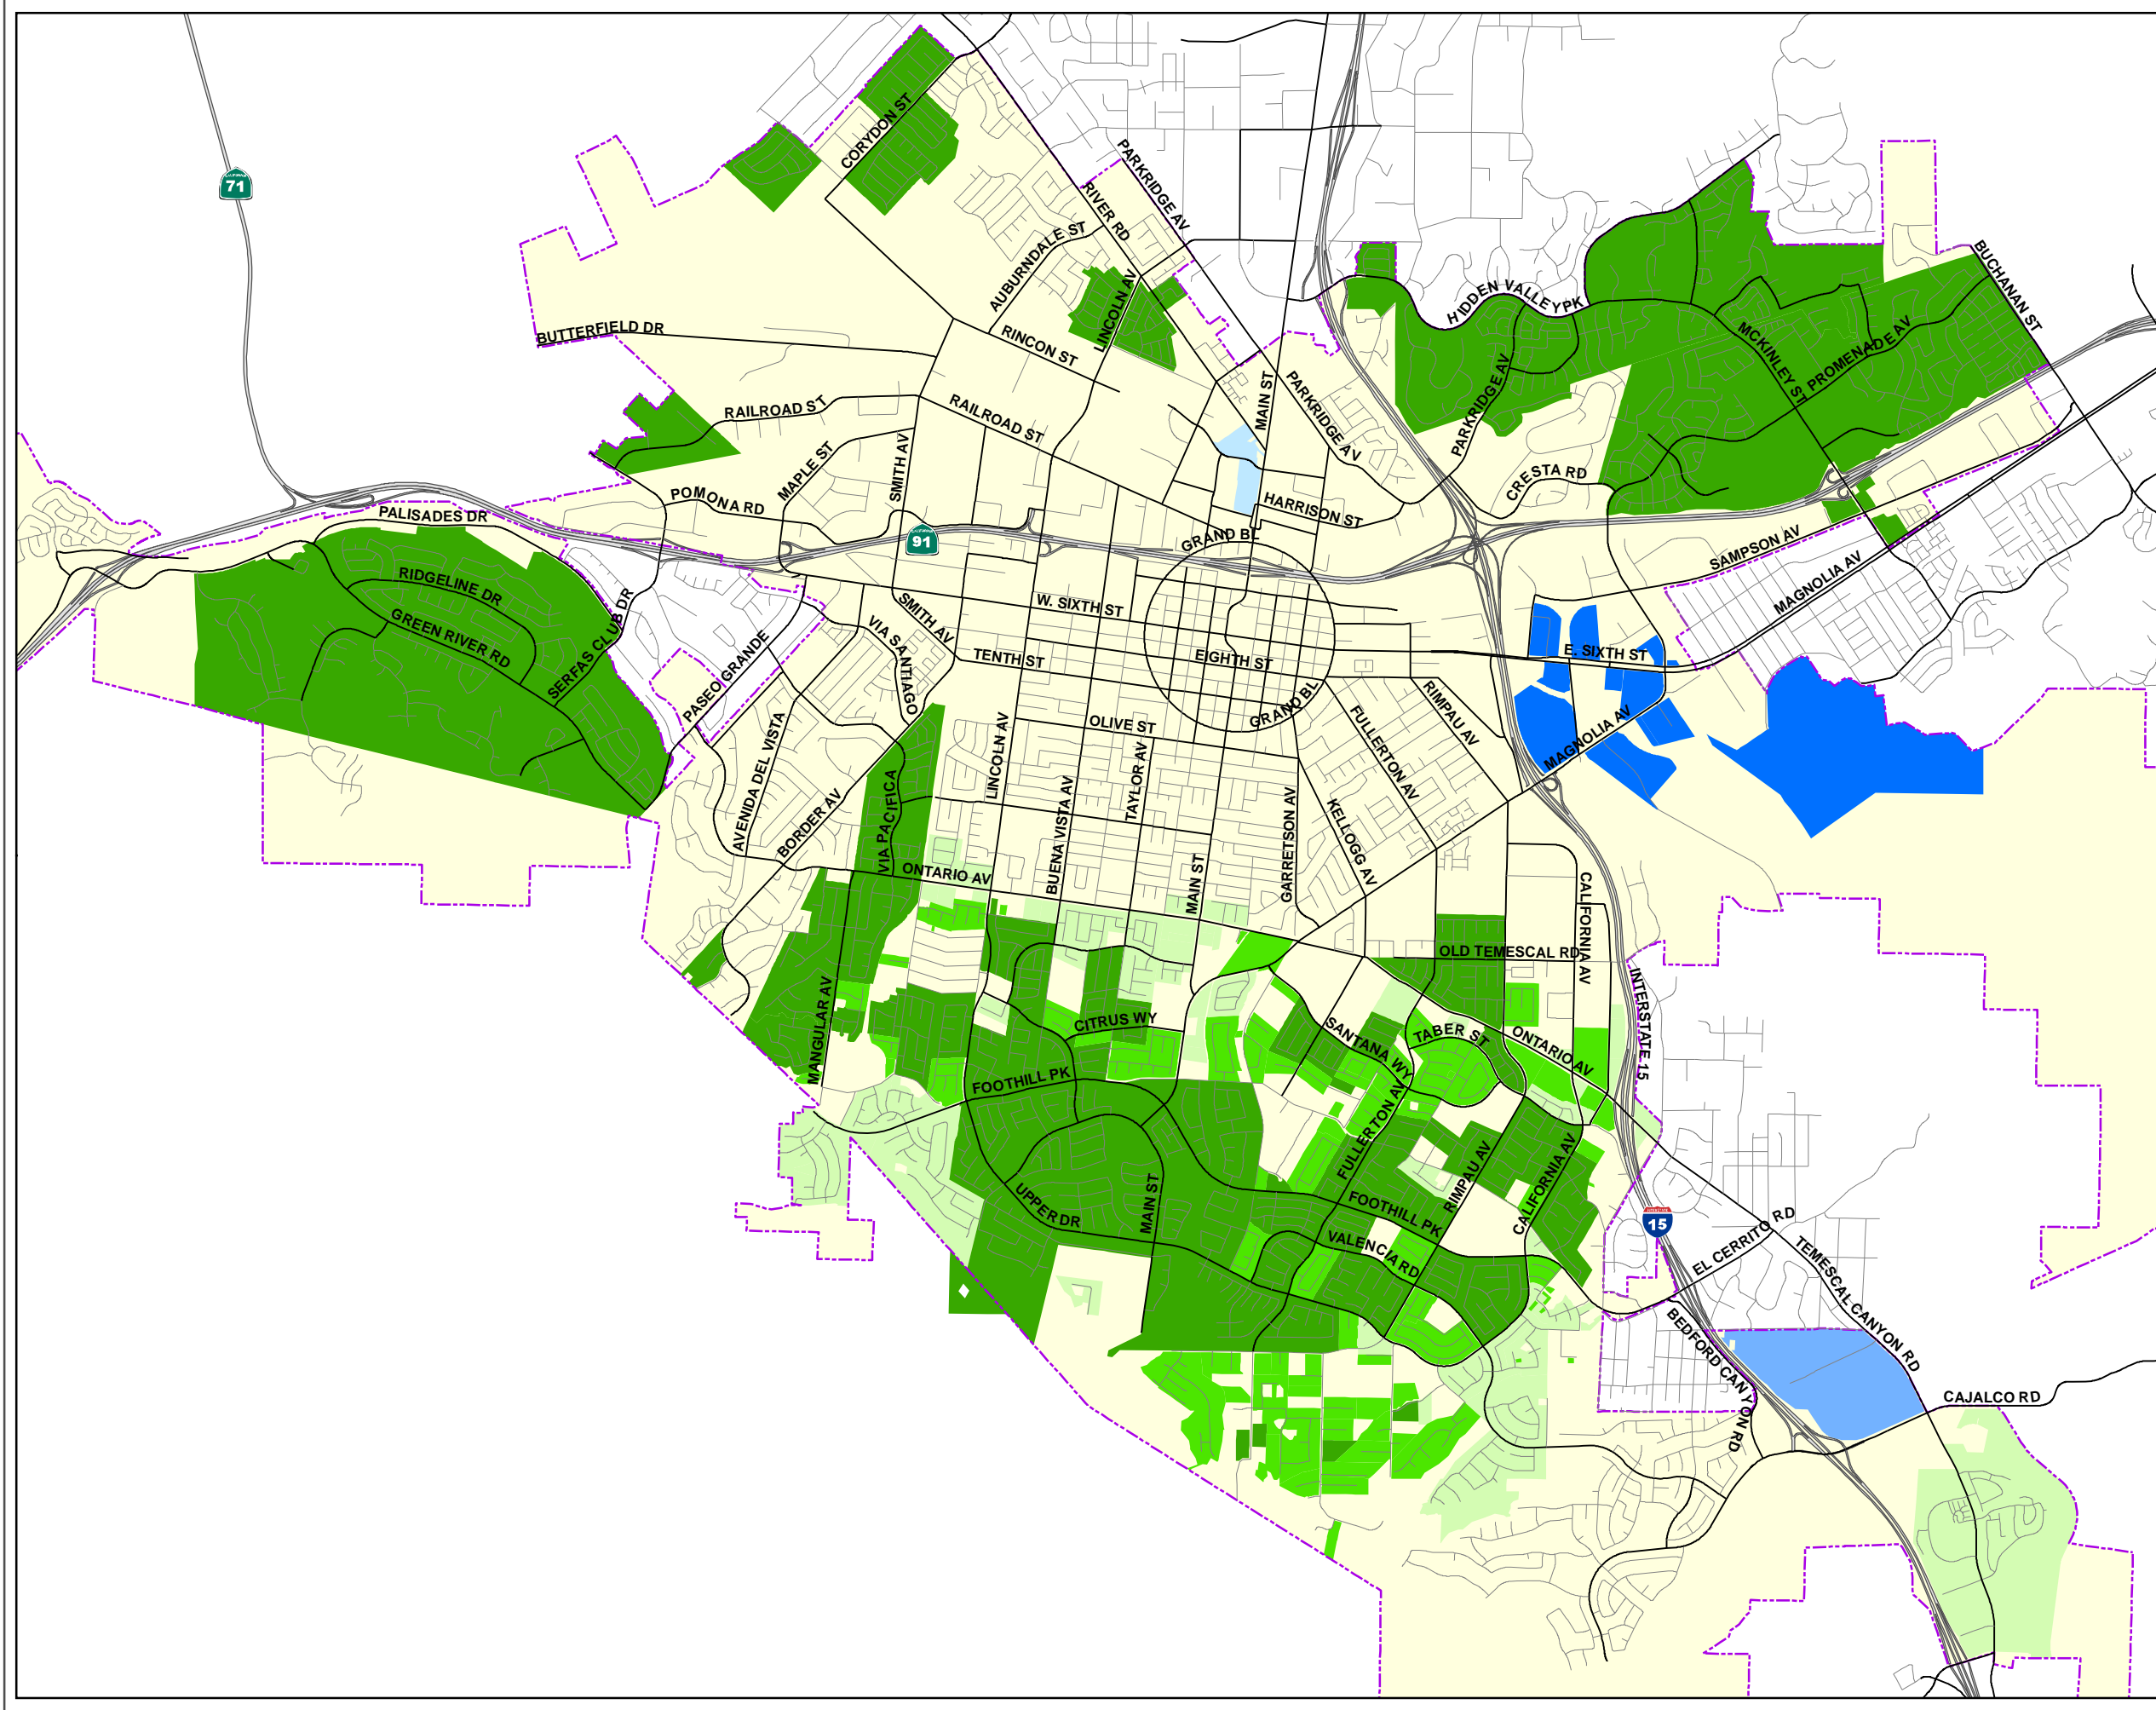 CORYDON ST
PARKRIDGE AV
71
RIVER RD
AUBURNDALE ST
BUCHANAN ST
LINCOLN AV
HIDDEN VALLEY PK
BUTTERFIELD DR
RINCON ST
MCKINLEY ST
PROMENADE AV
MAIN ST
PARKRIDGE AV
PARKRIDGE AV
RAILROAD ST
RAILROAD ST
MAPLE ST
SMITH AV
CRESTA RD
POMONA RD
HARRISON ST
PALISADES DR
91
GRAND BL
SAMPSON AV
MAGNOLIA AV
RIDGELINE DR
W. SIXTH ST
SMITH AV
GREEN RIVER RD
SERFAS CLUB DR
VIA SANTIAGO
E. SIXTH ST
TENTH ST
EIGHTH ST
PASEO GRANDE
GRAND BL
RIMPAU AV
FULLERTON AV
OLIVE ST
MAGNOLIA AV
AVENIDA DEL VISTA
LINCOLN AV
TAYLOR AV
BORDER AV
VIA PACIFICA
BUENA VISTA AV
GARRETSON AV
KELLOGG AV
ONTARIO AV
MAIN ST
CALIFORNIA AV
OLD TEMESCAL RD
INTERSTATE 15
MANGULAR AV
CITRUS WY
SANTANA WY
TABER ST
ONTARIO AV
FOOTHILL PK
FULLERTON AV
RIMPAU AV
CALIFORNIA AV
UPPER DR
MAIN ST
FOOTHILL PK
15
VALENCIA RD
EL CERRITO RD
TEMESCAL CANYON RD
BEDFORD CANYON RD
CAJALCO RD